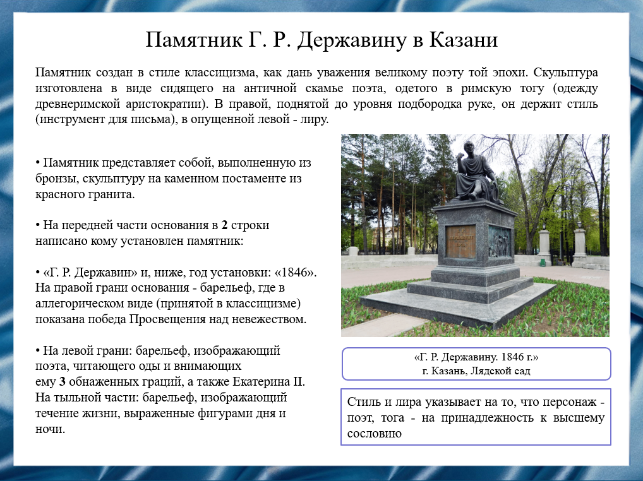 Памятник Г. Р. Державину в Казани
Памятник создан в стиле классицизма, как дань уважения великому поэту той эпохи. Скульптура
изготовлена в виде сидящего на античной скамье поэта, одетого в римскую тогу (одежду
древнеримской аристократии). В правой, поднятой до уровня подбородка руке, он держит стиль
(инструмент для письма), в опущенной левой - лиру.
• Памятник представляет собой, выполненную из
бронзы, скульптуру на каменном постаменте из
красного гранита.
• На передней части основания в 2 строки
написано кому установлен памятник:
• «Г. Р. Державин» и, ниже, год установки: «1846».
На правой грани основания - барельеф, где в
аллегорическом виде (принятой в классицизме)
показана победа Просвещения над невежеством.
• На левой грани: барельеф, изображающий
поэта, читающего оды и внимающих
ему 3 обнаженных граций, а также Екатерина II.
На тыльной части: барельеф, изображающий
течение жизни, выраженные фигурами дня и
ночи.
«Г. Р. Державину. 1846 г.»
г. Казань, Лядской сад
Стиль и лира указывает на то, что персонаж -
поэт, тога - на принадлежность к высшему
сословию